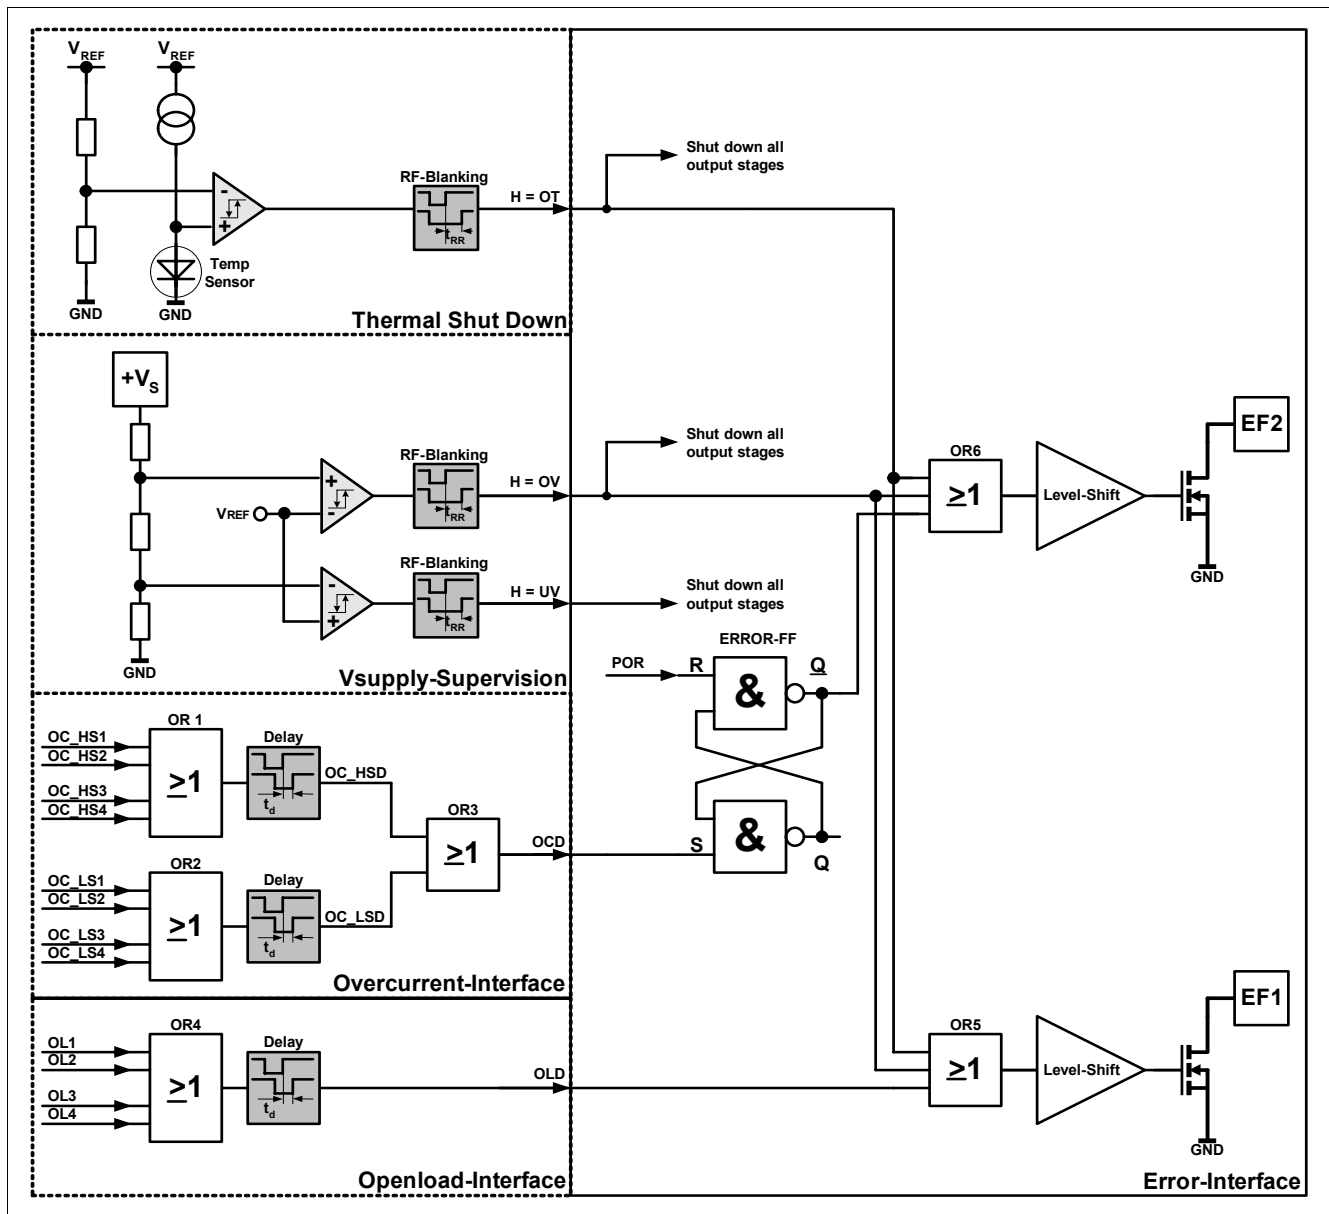 VREF
VREF
-
+
RF-Blanking
tRR
H = OT
Shut down all
output stages
Temp
Sensor
GND
GND
Thermal Shut Down
+VS
VREF
+
-
RF-Blanking
tRR
H = OV
Shut down all
output stages
-
+
RF-Blanking
tRR
H = UV
Shut down all
output stages
GND
Vsupply-Supervision
OR6
≥1
Level-Shift
EF2
GND
ERROR-FF
POR
R
&
Q
&
S
Q
OC_HS1
OC_HS2
OC_HS3
OC_HS4
OR 1
≥1
Delay
td
OC_HSD
OR3
≥1
OCD
OC_LS1
OC_LS2
OC_LS3
OC_LS4
OR2
≥1
Delay
td
OC_LSD
Overcurrent-Interface
OL1
OL2
OL3
OL4
OR4
≥1
Delay
td
OLD
Openload-Interface
OR5
≥1
Level-Shift
EF1
GND
Error-Interface